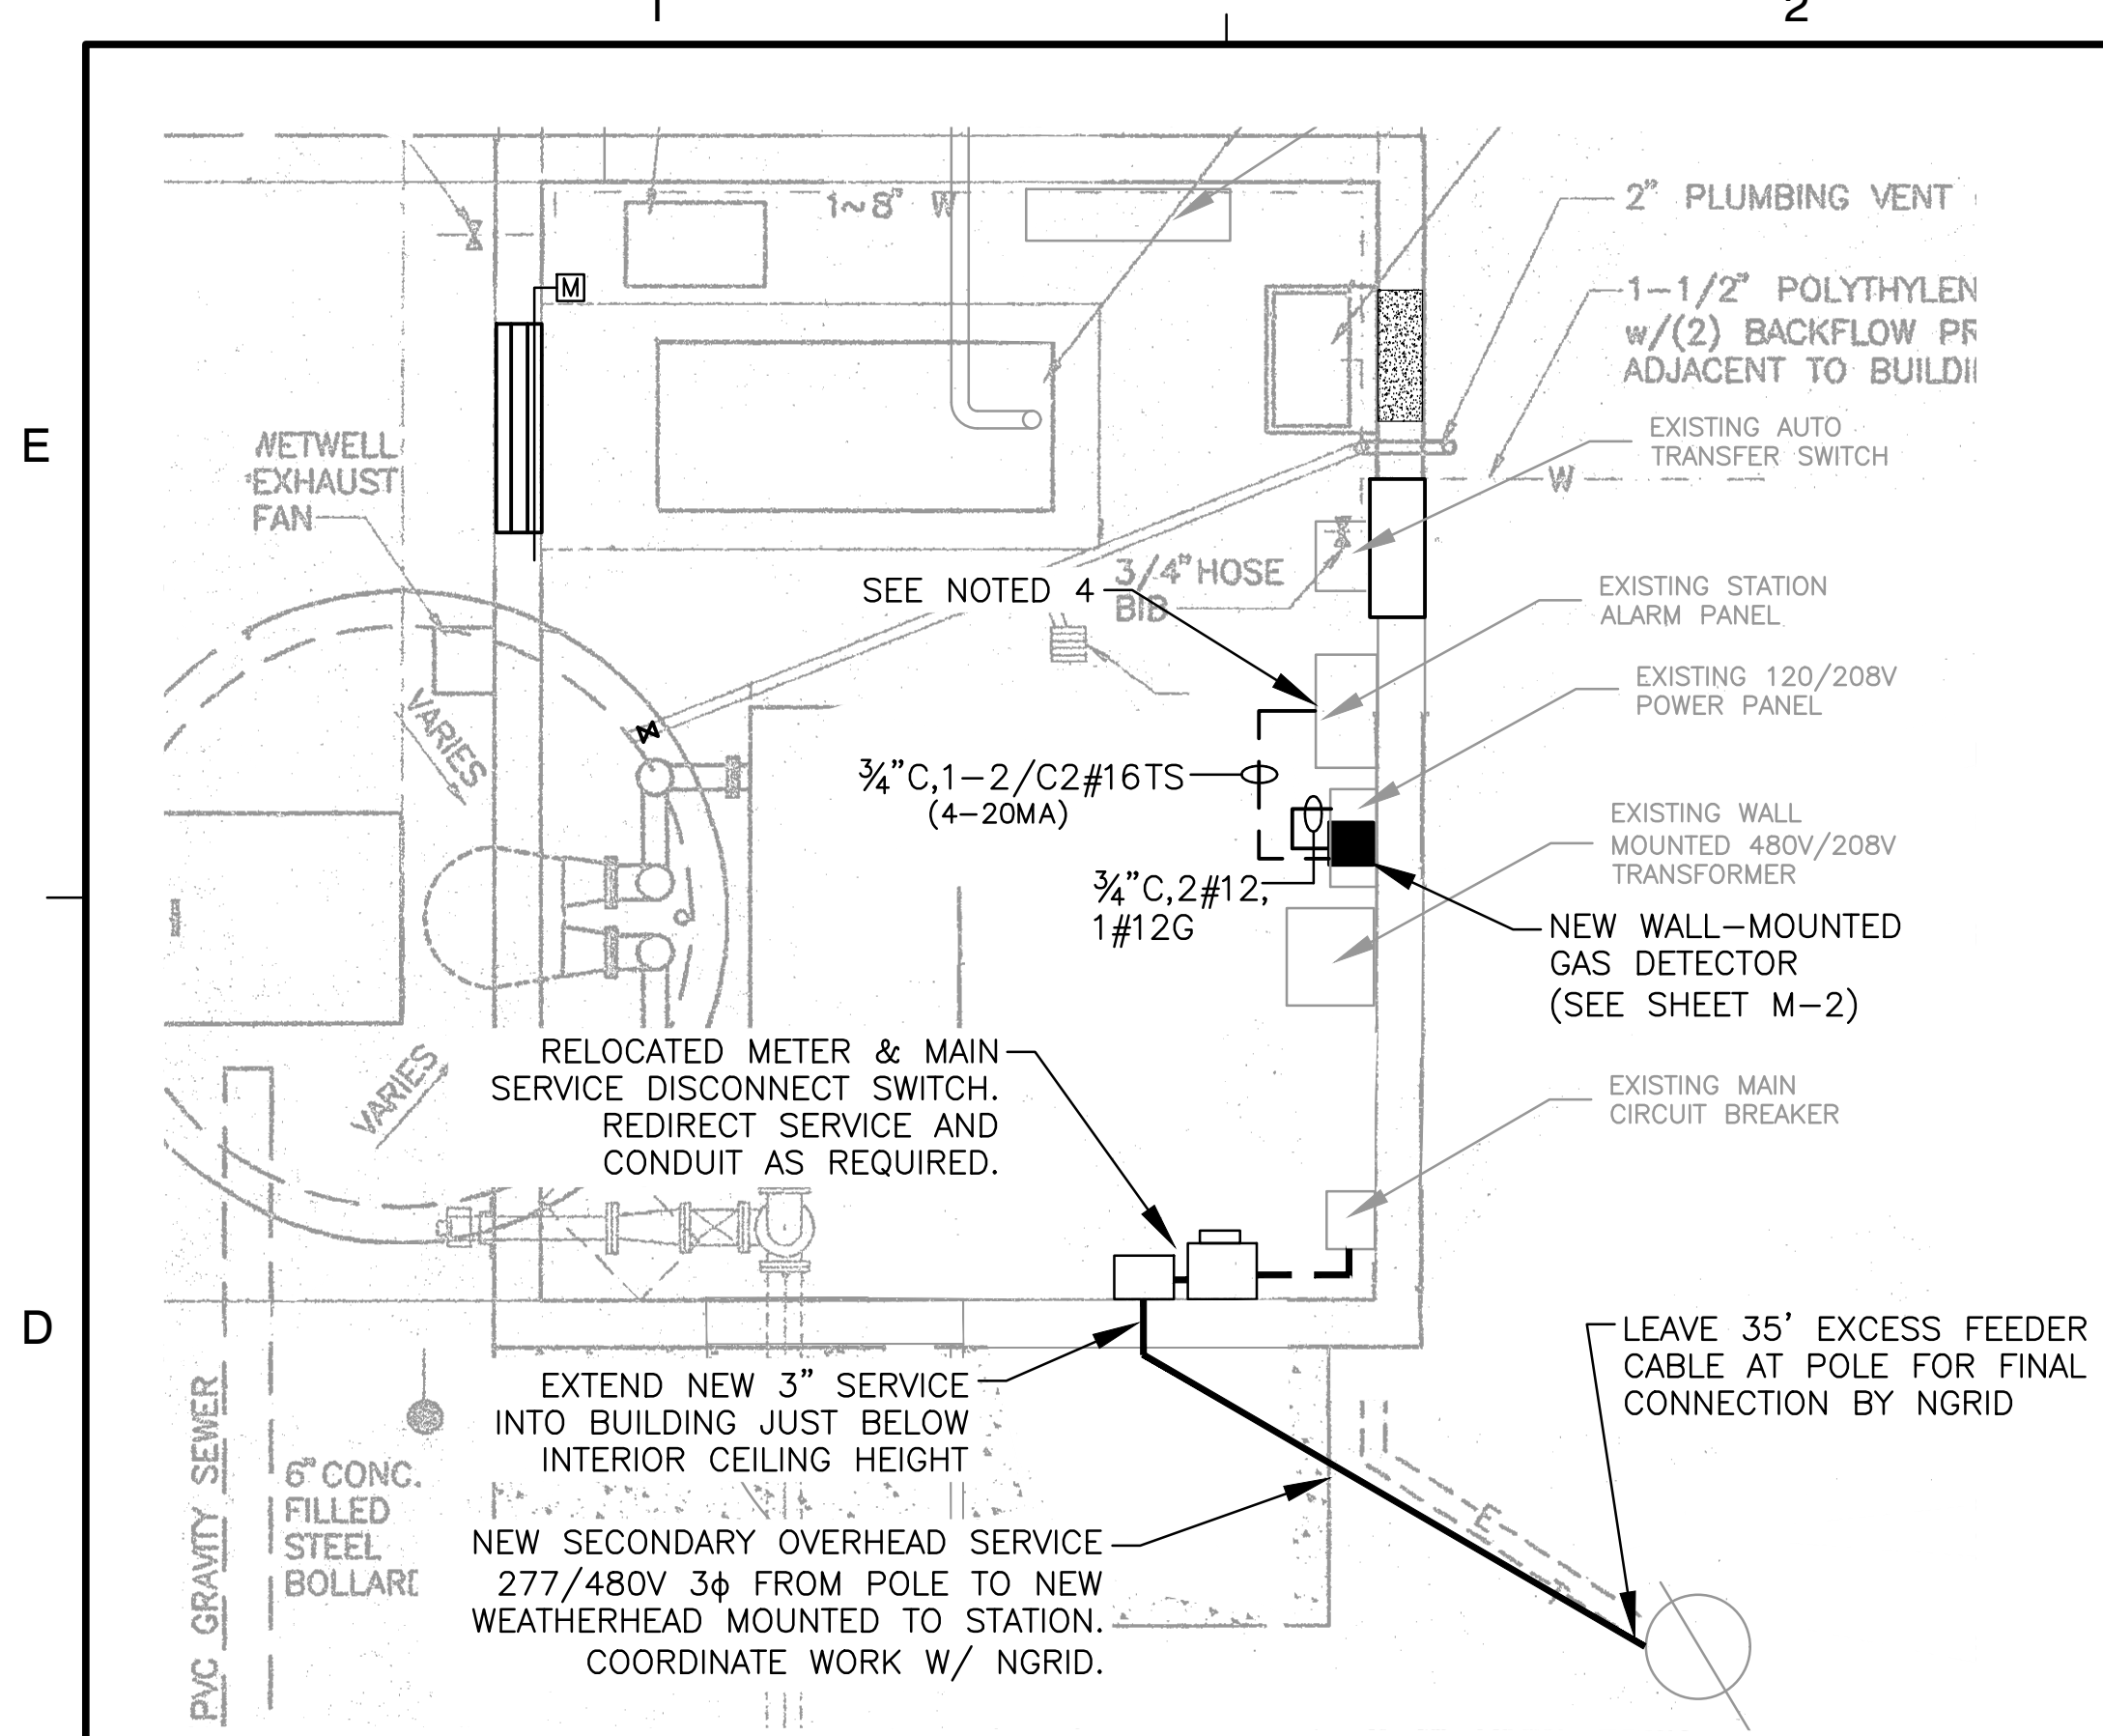 1
2
E
D
1~8" W
M
2" PLUMBING VENT
1-1/2" POLYTHYLEN
w/(2) BACKFLOW PR
ADJACENT TO BUILDI
EXISTING AUTO
TRANSFER SWITCH
W
WETWELL
EXHAUST
FAN
3/4" HOSE
BIB
SEE NOTED 4
EXISTING STATION
ALARM PANEL
EXISTING 120/208V
POWER PANEL
VARIES
¾"C,1-2/C2#16TS
(4-20MA)
EXISTING WALL
MOUNTED 480V/208V
TRANSFORMER
¾"C,2#12,
1#12G
NEW WALL-MOUNTED
GAS DETECTOR
(SEE SHEET M-2)
RELOCATED METER & MAIN
SERVICE DISCONNECT SWITCH.
REDIRECT SERVICE AND
CONDUIT AS REQUIRED.
VARIES
EXISTING MAIN
CIRCUIT BREAKER
LEAVE 35' EXCESS FEEDER
CABLE AT POLE FOR FINAL
CONNECTION BY NGRID
EXTEND NEW 3" SERVICE
INTO BUILDING JUST BELOW
INTERIOR CEILING HEIGHT
PVC GRAVITY SEWER
6" CONC.
FILLED
STEEL
BOLLARD
E
T
NEW SECONDARY OVERHEAD SERVICE
277/480V 3ϕ FROM POLE TO NEW
WEATHERHEAD MOUNTED TO STATION.
COORDINATE WORK W/ NGRID.